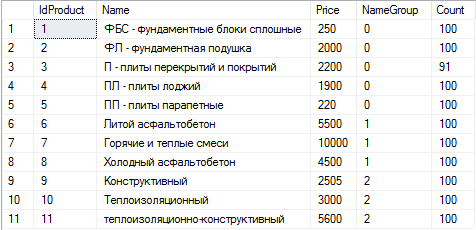 IdProduct Name Price NameGroup Count
1 1 ФБС - фундаментные блоки сплошные 250 0 100
2 2 ФЛ - фундаментная подушка 2000 0 100
3 3 П - плиты перекрытий и покрытий 2200 0 91
4 4 ПП - плиты лоджий 1900 0 100
5 5 ПП - плиты парапетные 220 0 100
6 6 Литой асфальтобетон 5500 1 100
7 7 Горячие и теплые смеси 10000 1 100
8 8 Холодный асфальтобетон 4500 1 100
9 9 Конструктивный 2505 2 100
10 10 Теплоизоляционный 3000 2 100
11 11 теплоизоляционно-конструктивный 5600 2 100